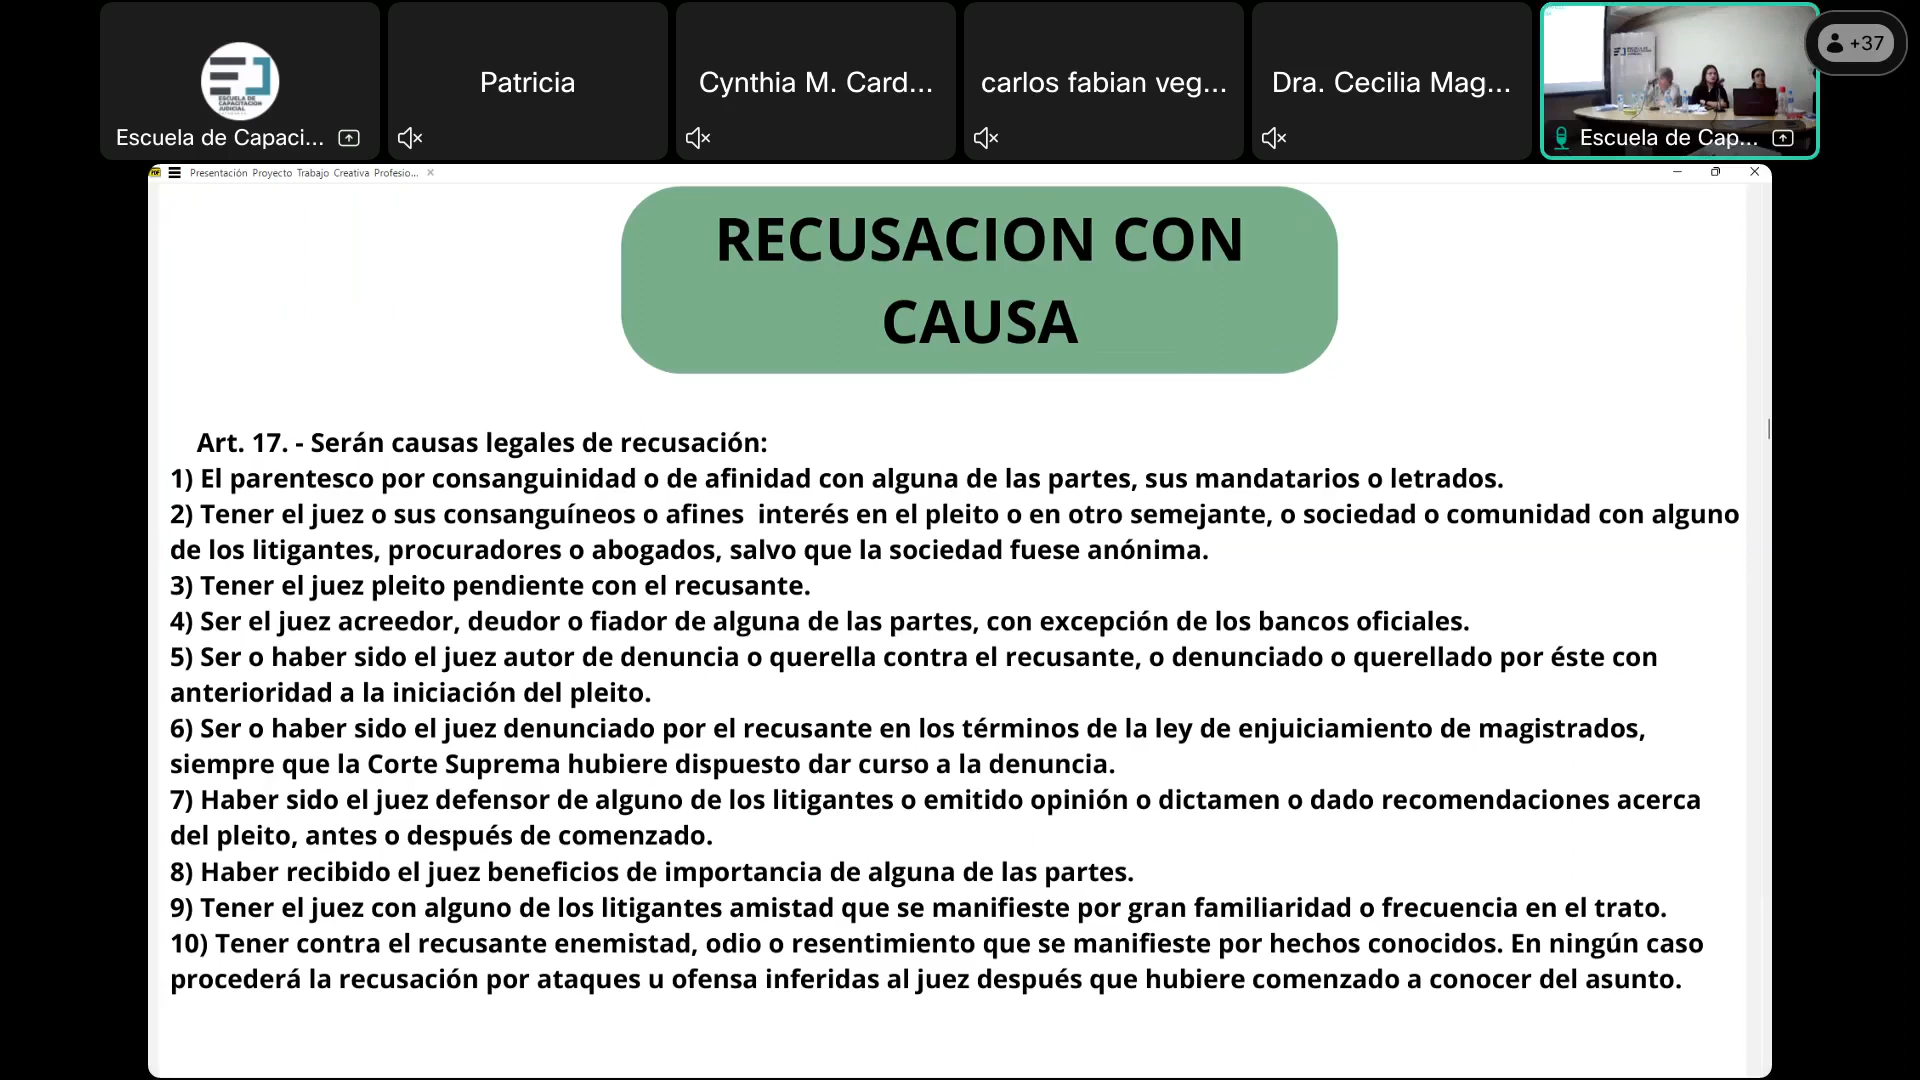 ESCUELA DE
CAPACITACIÓN
JUDICIAL
Escuela de Capaci...
Patricia
Cynthia M. Card...
carlos fabian veg...
Dra. Cecilia Mag...
Escuela de Cap...
+37
Presentación Proyecto Trabajo Creativa Profesio...
RECUSACION CON
CAUSA
Art. 17. - Serán causas legales de recusación:
1) El parentesco por consanguinidad o de afinidad con alguna de las partes, sus mandatarios o letrados.
2) Tener el juez o sus consanguíneos o afines interés en el pleito o en otro semejante, o sociedad o comunidad con alguno
de los litigantes, procuradores o abogados, salvo que la sociedad fuese anónima.
3) Tener el juez pleito pendiente con el recusante.
4) Ser el juez acreedor, deudor o fiador de alguna de las partes, con excepción de los bancos oficiales.
5) Ser o haber sido el juez autor de denuncia o querella contra el recusante, o denunciado o querellado por éste con
anterioridad a la iniciación del pleito.
6) Ser o haber sido el juez denunciado por el recusante en los términos de la ley de enjuiciamiento de magistrados,
siempre que la Corte Suprema hubiere dispuesto dar curso a la denuncia.
7) Haber sido el juez defensor de alguno de los litigantes o emitido opinión o dictamen o dado recomendaciones acerca
del pleito, antes o después de comenzado.
8) Haber recibido el juez beneficios de importancia de alguna de las partes.
9) Tener el juez con alguno de los litigantes amistad que se manifieste por gran familiaridad o frecuencia en el trato.
10) Tener contra el recusante enemistad, odio o resentimiento que se manifieste por hechos conocidos. En ningún caso
procederá la recusación por ataques u ofensa inferidas al juez después que hubiere comenzado a conocer del asunto.